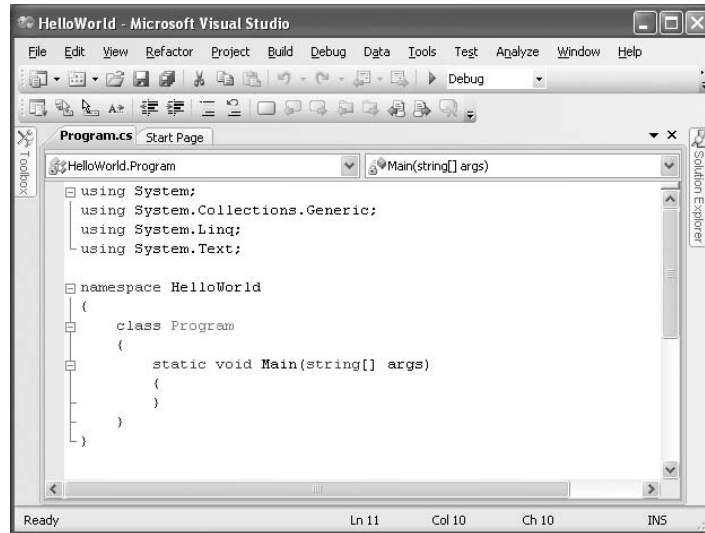 HelloWorld - Microsoft Visual Studio
File Edit View Refactor Project Build Debug Data Tools Test Analyze Window Help
Debug
Program.cs Start Page
Toolbox
Solution Explorer
HelloWorld.Program Main(string[] args)
using System;
using System.Collections.Generic;
using System.Linq;
using System.Text;
namespace HelloWorld
{
class Program
{
static void Main(string[] args)
{
}
}
}
Ready Ln 11 Col 10 Ch 10 INS